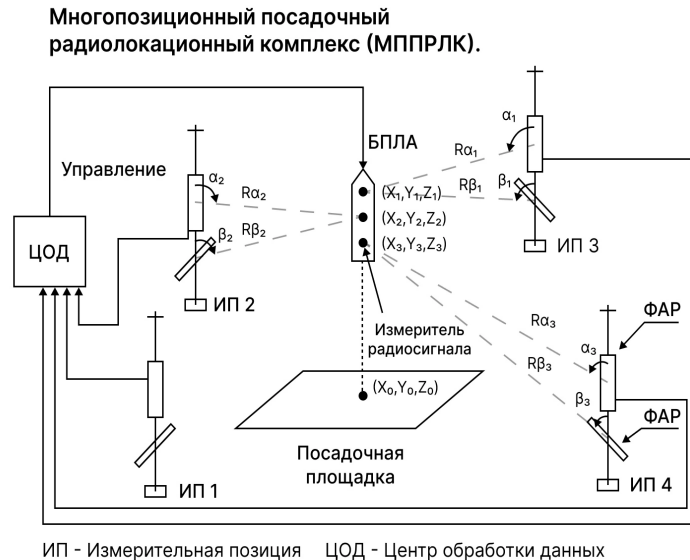 Многопозиционный посадочный
радиолокационный комплекс (МППРЛК).
БПЛА
α₁
Rα₁
Управление
α₂
Rα₂
(X₁,Y₁,Z₁)
Rβ₁
β₁
(X₂,Y₂,Z₂)
β₂
Rβ₂
(X₃,Y₃,Z₃)
ИП 3
ЦОД
ИП 2
Измеритель
радиосигнала
Rα₃
ФАР
α₃
Rβ₃
(X₀,Y₀,Z₀)
β₃
ФАР
Посадочная
площадка
ИП 1
ИП 4
ИП - Измерительная позиция ЦОД - Центр обработки данных